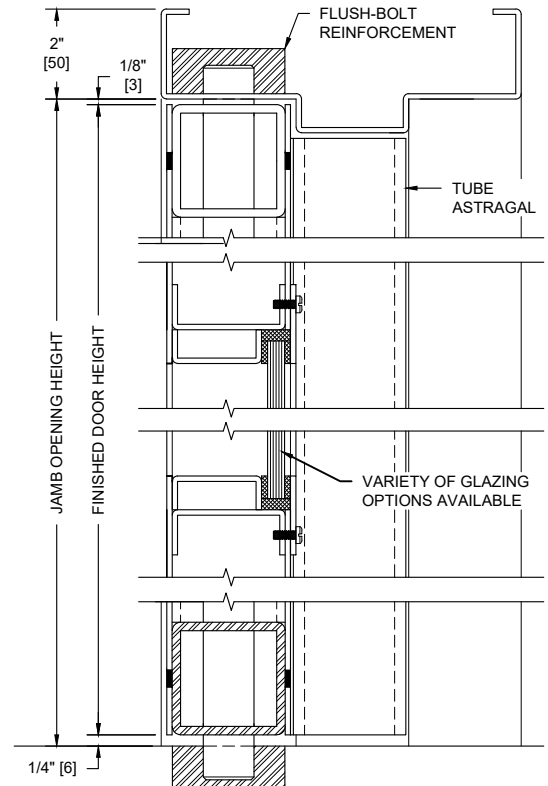 2"
[50]
1/8"
[3]
FLUSH-BOLT
REINFORCEMENT
TUBE
ASTRAGAL
JAMB OPENING HEIGHT
FINISHED DOOR HEIGHT
VARIETY OF GLAZING
OPTIONS AVAILABLE
1/4" [6]